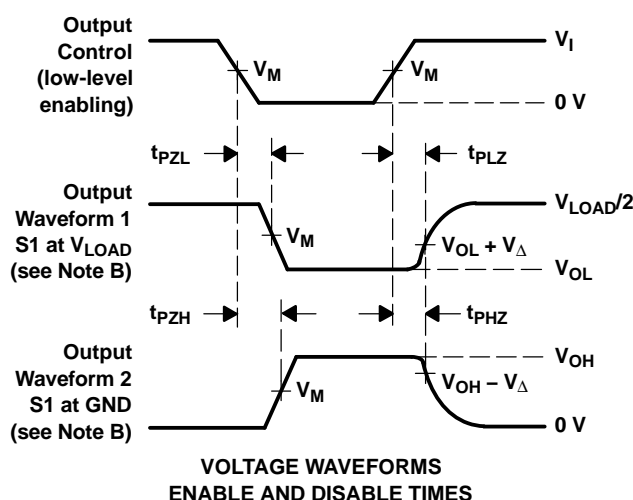 Output
Control
(low-level
enabling)
V_M
V_M
V_I
0 V
t_PZL
t_PLZ
Output
Waveform 1
S1 at V_LOAD
(see Note B)
V_M
V_LOAD/2
V_OL + V_Δ
V_OL
t_PZH
t_PHZ
Output
Waveform 2
S1 at GND
(see Note B)
V_M
V_OH
V_OH − V_Δ
0 V
VOLTAGE WAVEFORMS
ENABLE AND DISABLE TIMES